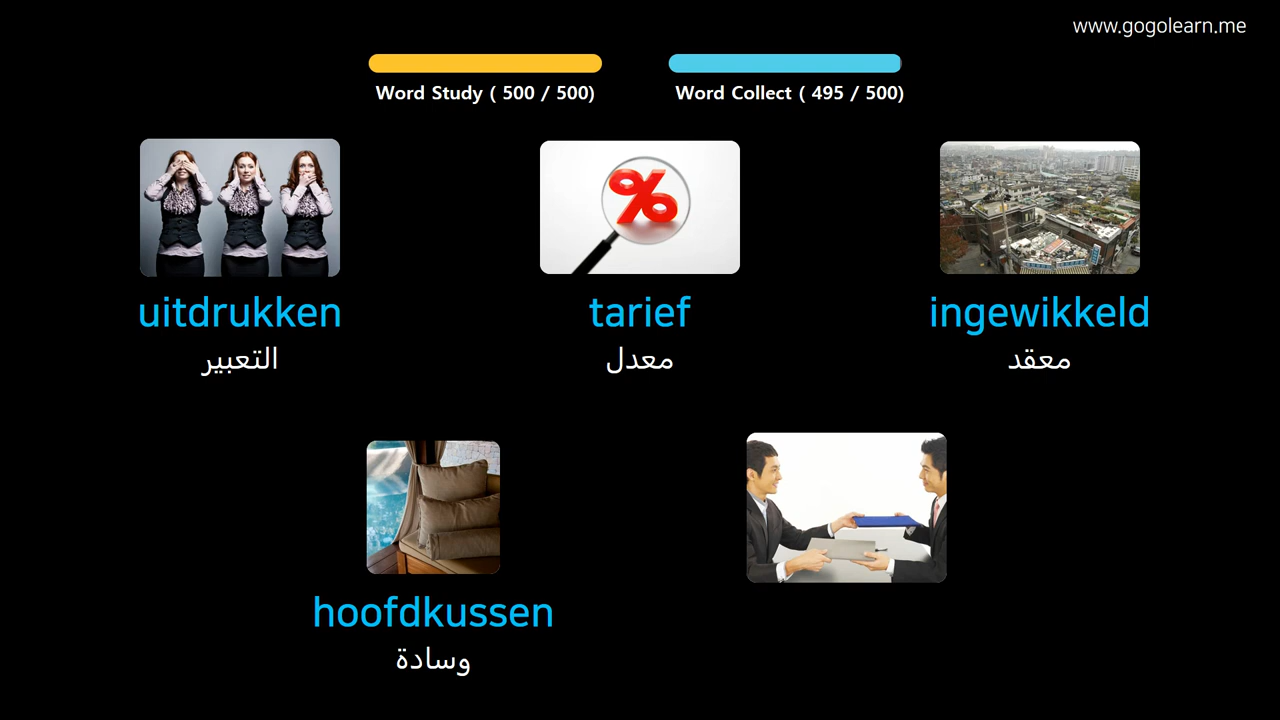 www.gogolearn.me
Word Study ( 500 / 500)
Word Collect ( 495 / 500)
uitdrukken
التعبير
tarief
معدل
ingewikkeld
معقد
hoofdkussen
وسادة